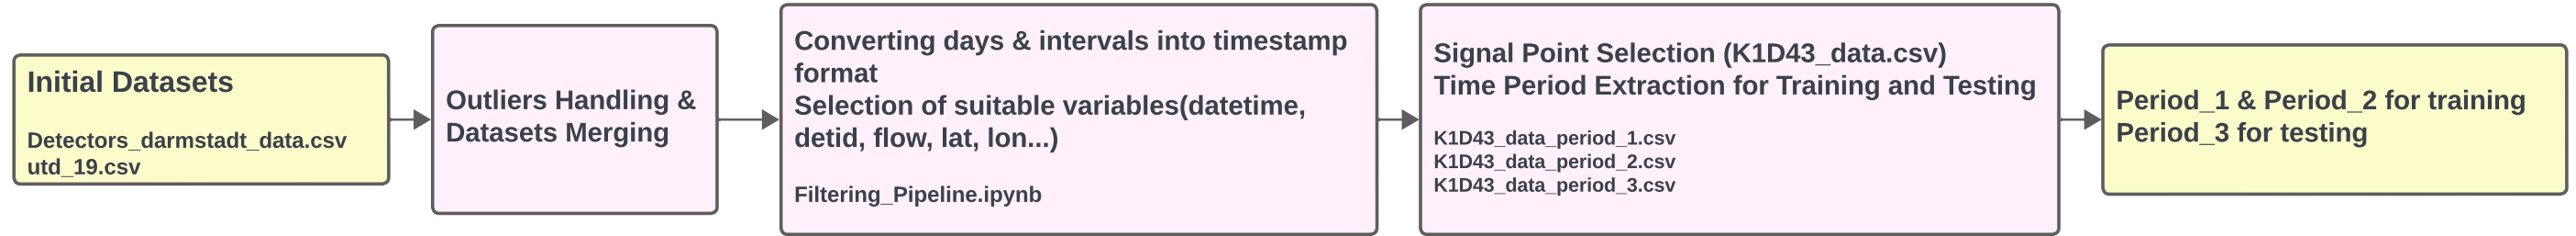 Initial Datasets
Detectors_darmstadt_data.csv
utd_19.csv
Outliers Handling &
Datasets Merging
Converting days & intervals into timestamp
format
Selection of suitable variables(datetime,
detid, flow, lat, lon...)
Filtering_Pipeline.ipynb
Signal Point Selection (K1D43_data.csv)
Time Period Extraction for Training and Testing
K1D43_data_period_1.csv
K1D43_data_period_2.csv
K1D43_data_period_3.csv
Period_1 & Period_2 for training
Period_3 for testing